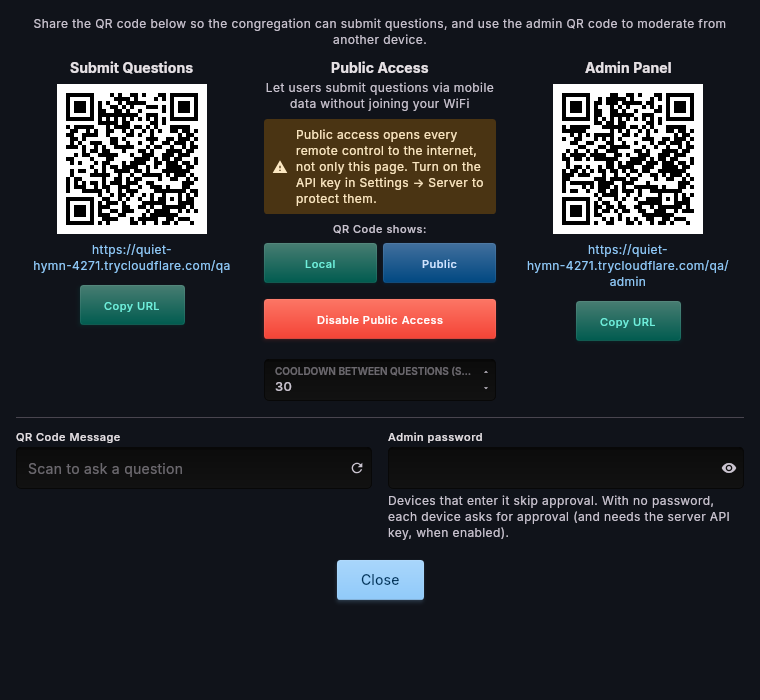 Share the QR code below so the congregation can submit questions, and use the admin QR code to moderate from
another device.
Submit Questions
https://quiet-
hymn-4271.trycloudflare.com/qa
Copy URL
Public Access
Let users submit questions via mobile
data without joining your WiFi
Public access opens every
remote control to the internet,
not only this page. Turn on the
API key in Settings → Server to
protect them.
QR Code shows:
Local
Public
Disable Public Access
COOLDOWN BETWEEN QUESTIONS (S...
30
Admin Panel
https://quiet-
hymn-4271.trycloudflare.com/qa/
admin
Copy URL
QR Code Message
Scan to ask a question
Admin password
Devices that enter it skip approval. With no password,
each device asks for approval (and needs the server API
key, when enabled).
Close